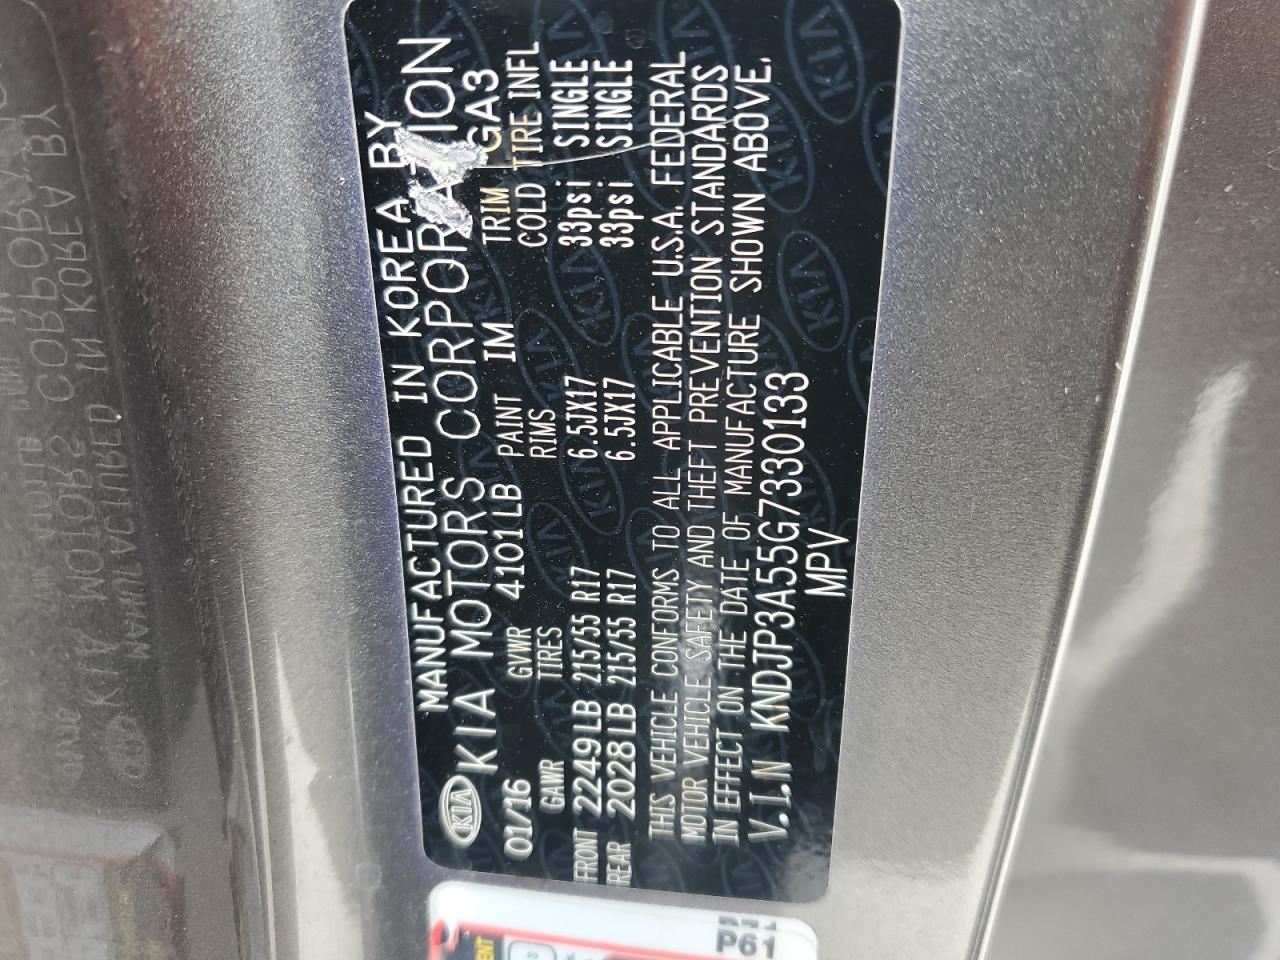 MANUFACTURED IN KOREA BY
KIA KIA MOTORS CORPORATION
01/16 GVWR 4101LB PAINT IM TRIM GA3
GAWR TIRES RIMS COLD TIRE INFL
FRONT 2249LB 215/55 R17 6.5JX17 33psi SINGLE
REAR 2028LB 215/55 R17 6.5JX17 33psi SINGLE
THIS VEHICLE CONFORMS TO ALL APPLICABLE U.S.A. FEDERAL
MOTOR VEHICLE SAFETY AND THEFT PREVENTION STANDARDS
IN EFFECT ON THE DATE OF MANUFACTURE SHOWN ABOVE.
V.I.N KNDJP3A55G7330133
MPV
P61